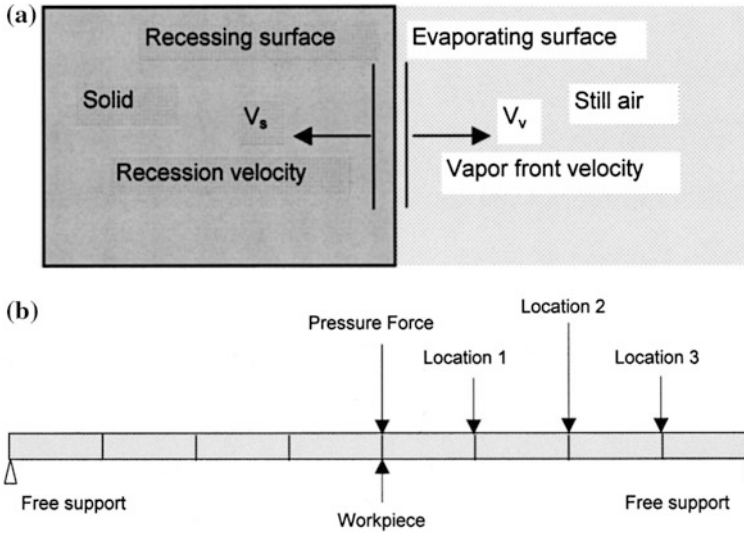 (a)
Recessing surface
Evaporating surface
Solid
Still air
Vs
Vv
Recession velocity
Vapor front velocity
(b)
Location 2
Pressure Force
Location 1
Location 3
Free support
Free support
Workpiece